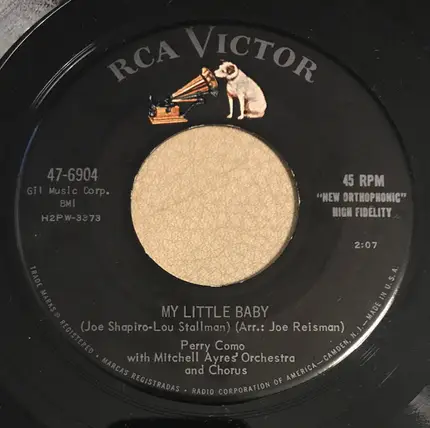 RCA VICTOR
47-6904
Gil Music Corp.
BMI
H2PW-3373
45 RPM
"NEW ORTHOPHONIC"
HIGH FIDELITY
2:07
MY LITTLE BABY
(Joe Shapiro-Lou Stallman) (Arr.: Joe Reisman)
Perry Como
with Mitchell Ayres' Orchestra
and Chorus
TRADE MARKS ® REGISTERED • MARCAS REGISTRADAS • RADIO CORPORATION OF AMERICA—CAMDEN, N.J.—MADE IN U.S.A.